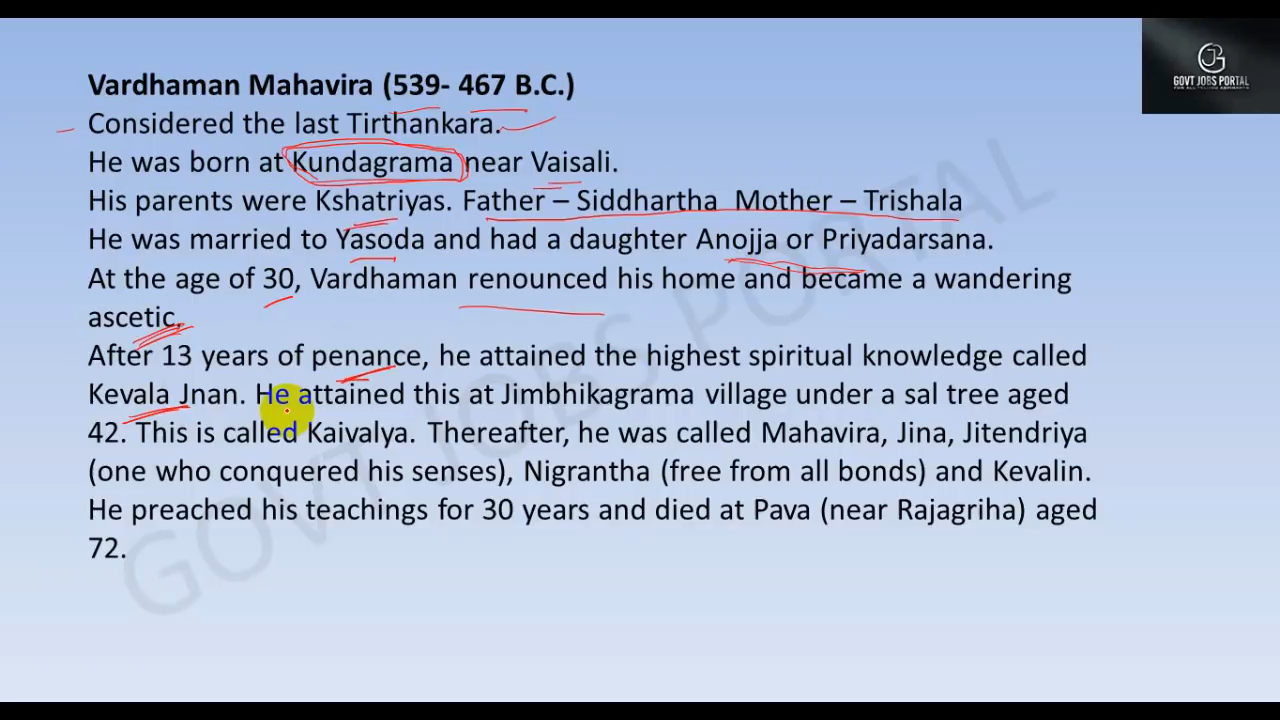 GOVT JOBS PORTAL
Vardhaman Mahavira (539- 467 B.C.)
Considered the last Tirthankara.
He was born at Kundagrama near Vaisali.
His parents were Kshatriyas. Father – Siddhartha Mother – Trishala
He was married to Yasoda and had a daughter Anojja or Priyadarsana.
At the age of 30, Vardhaman renounced his home and became a wandering
ascetic.
After 13 years of penance, he attained the highest spiritual knowledge called
Kevala Jnan. He attained this at Jimbhikagrama village under a sal tree aged
42. This is called Kaivalya. Thereafter, he was called Mahavira, Jina, Jitendriya
(one who conquered his senses), Nigrantha (free from all bonds) and Kevalin.
He preached his teachings for 30 years and died at Pava (near Rajagriha) aged
72.
GOVT JOBS PORTAL